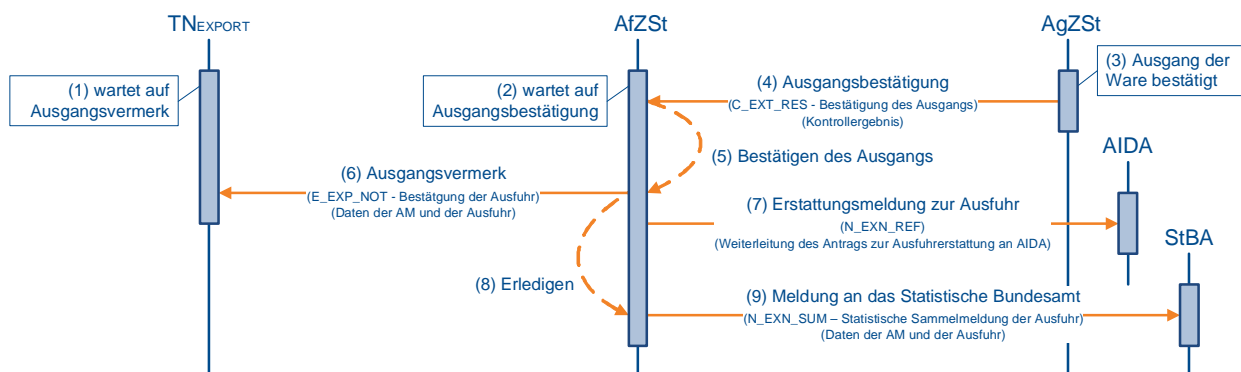 TNEXPORT
AfZSt
AgZSt
(1) wartet auf
Ausgangsvermerk
(2) wartet auf
Ausgangsbestätigung
(3) Ausgang der
Ware bestätigt
(4) Ausgangsbestätigung
(C_EXT_RES - Bestätigung des Ausgangs)
(Kontrollergebnis)
(5) Bestätigen des Ausgangs
AIDA
(6) Ausgangsvermerk
(E_EXP_NOT - Bestätgung der Ausfuhr)
(Daten der AM und der Ausfuhr)
(7) Erstattungsmeldung zur Ausfuhr
(N_EXN_REF)
(Weiterleitung des Antrags zur Ausfuhrerstattung an AIDA)
StBA
(8) Erledigen
(9) Meldung an das Statistische Bundesamt
(N_EXN_SUM – Statistische Sammelmeldung der Ausfuhr)
(Daten der AM und der Ausfuhr)